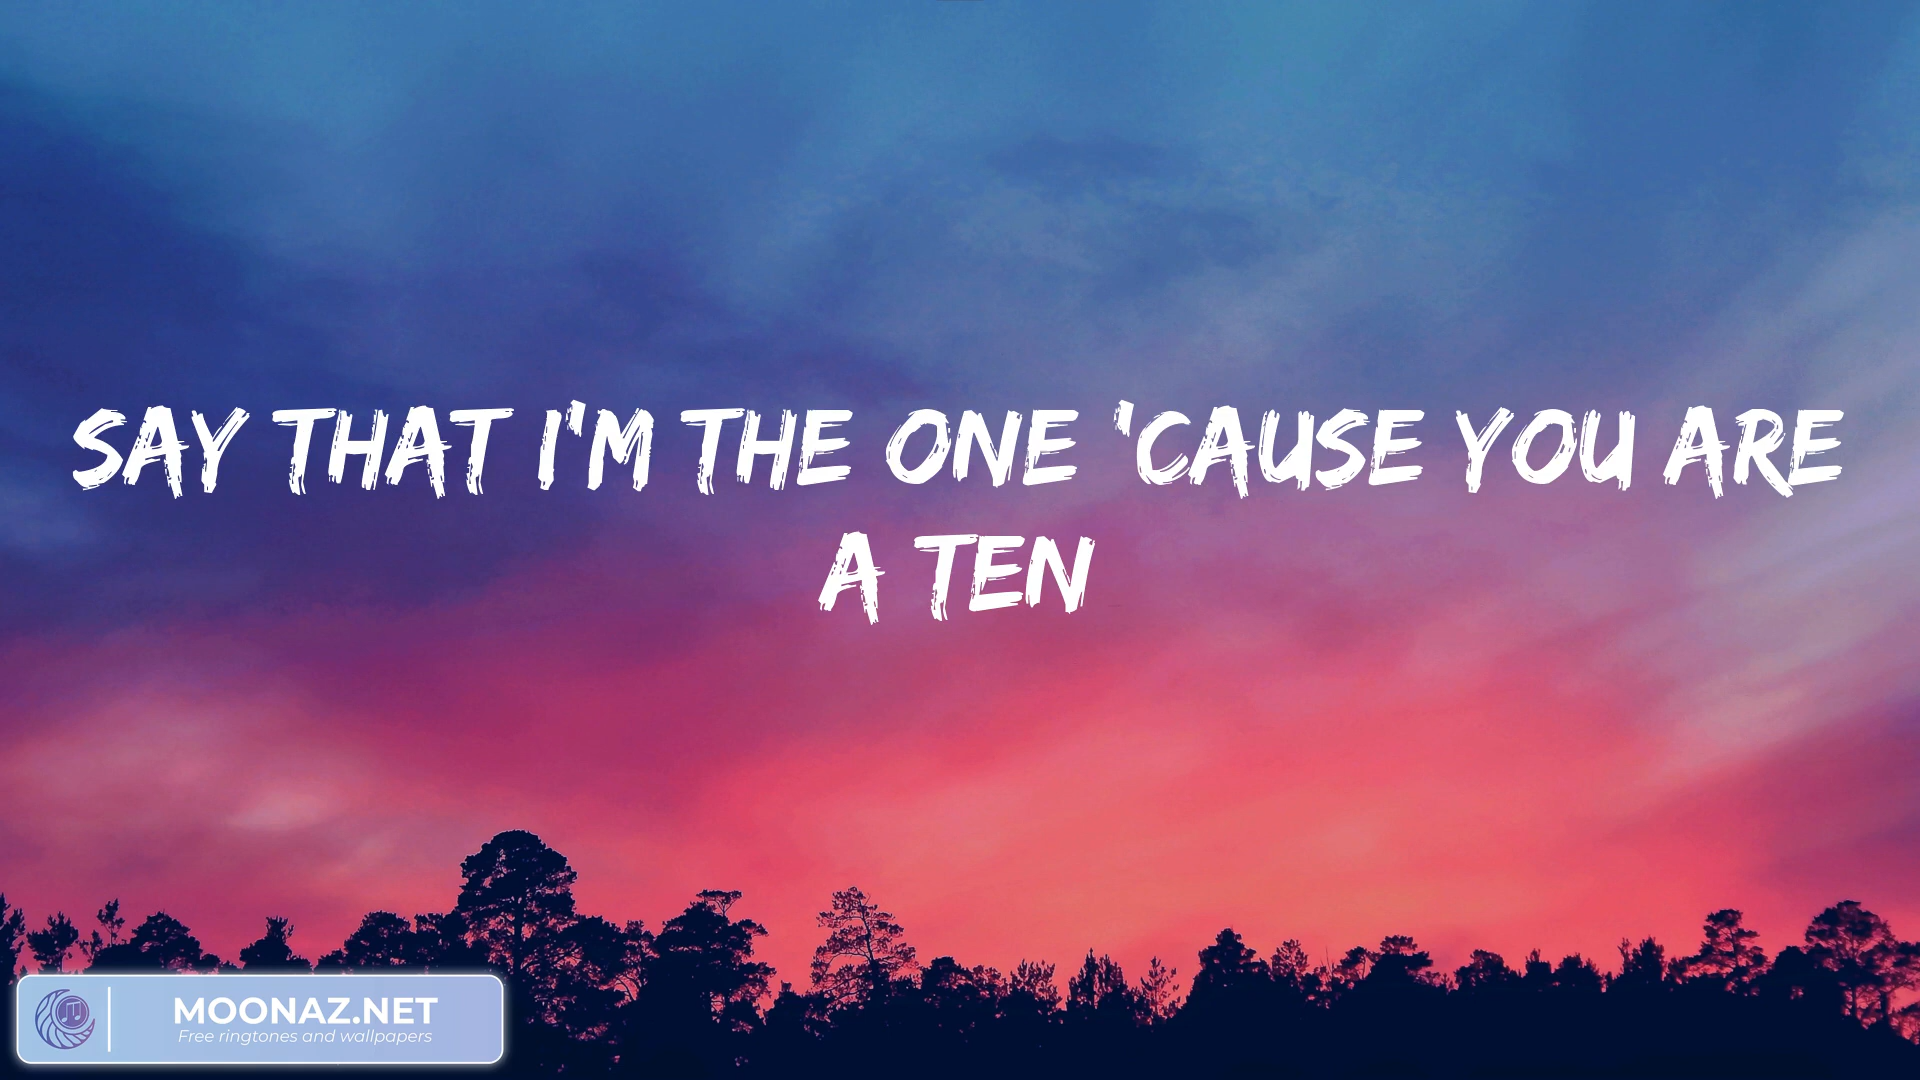 SAY THAT I'M THE ONE 'CAUSE YOU ARE
A TEN
MOONAZ.NET
Free ringtones and wallpapers